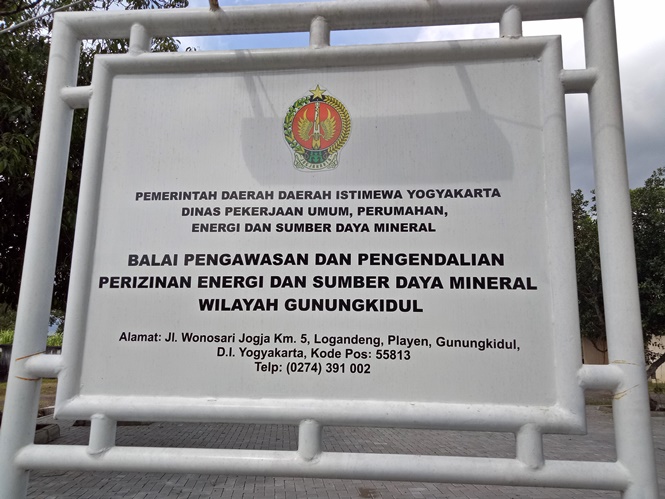 PEMERINTAH DAERAH DAERAH ISTIMEWA YOGYAKARTA
DINAS PEKERJAAN UMUM, PERUMAHAN,
ENERGI DAN SUMBER DAYA MINERAL
BALAI PENGAWASAN DAN PENGENDALIAN
PERIZINAN ENERGI DAN SUMBER DAYA MINERAL
WILAYAH GUNUNGKIDUL
Alamat: Jl. Wonosari Jogja Km. 5, Logandeng, Playen, Gunungkidul,
D.I. Yogyakarta, Kode Pos: 55813
Telp: (0274) 391 002